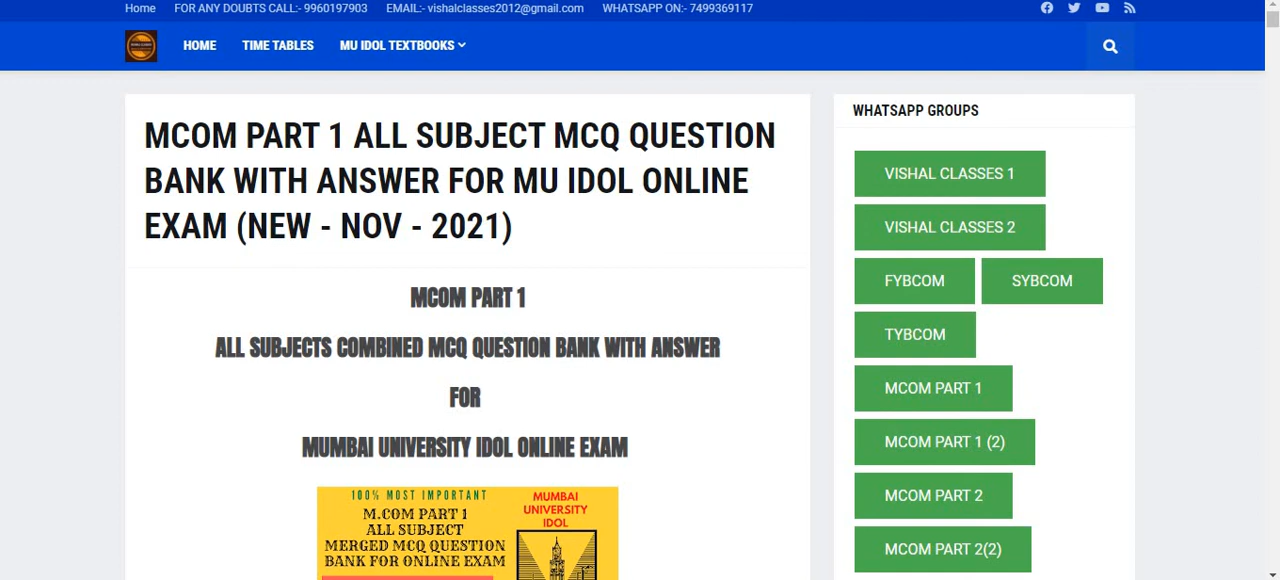 Home FOR ANY DOUBTS CALL:- 9960197903 EMAIL:- vishalclasses2012@gmail.com WHATSAPP ON:- 7499369117
HOME TIME TABLES MU IDOL TEXTBOOKS
MCOM PART 1 ALL SUBJECT MCQ QUESTION
BANK WITH ANSWER FOR MU IDOL ONLINE
EXAM (NEW - NOV - 2021)
MCOM PART 1
ALL SUBJECTS COMBINED MCQ QUESTION BANK WITH ANSWER
FOR
MUMBAI UNIVERSITY IDOL ONLINE EXAM
100% MOST IMPORTANT
M.COM PART 1
ALL SUBJECT
MERGED MCQ QUESTION
BANK FOR ONLINE EXAM
MUMBAI
UNIVERSITY
IDOL
WHATSAPP GROUPS
VISHAL CLASSES 1
VISHAL CLASSES 2
FYBCOM SYBCOM
TYBCOM
MCOM PART 1
MCOM PART 1 (2)
MCOM PART 2
MCOM PART 2(2)